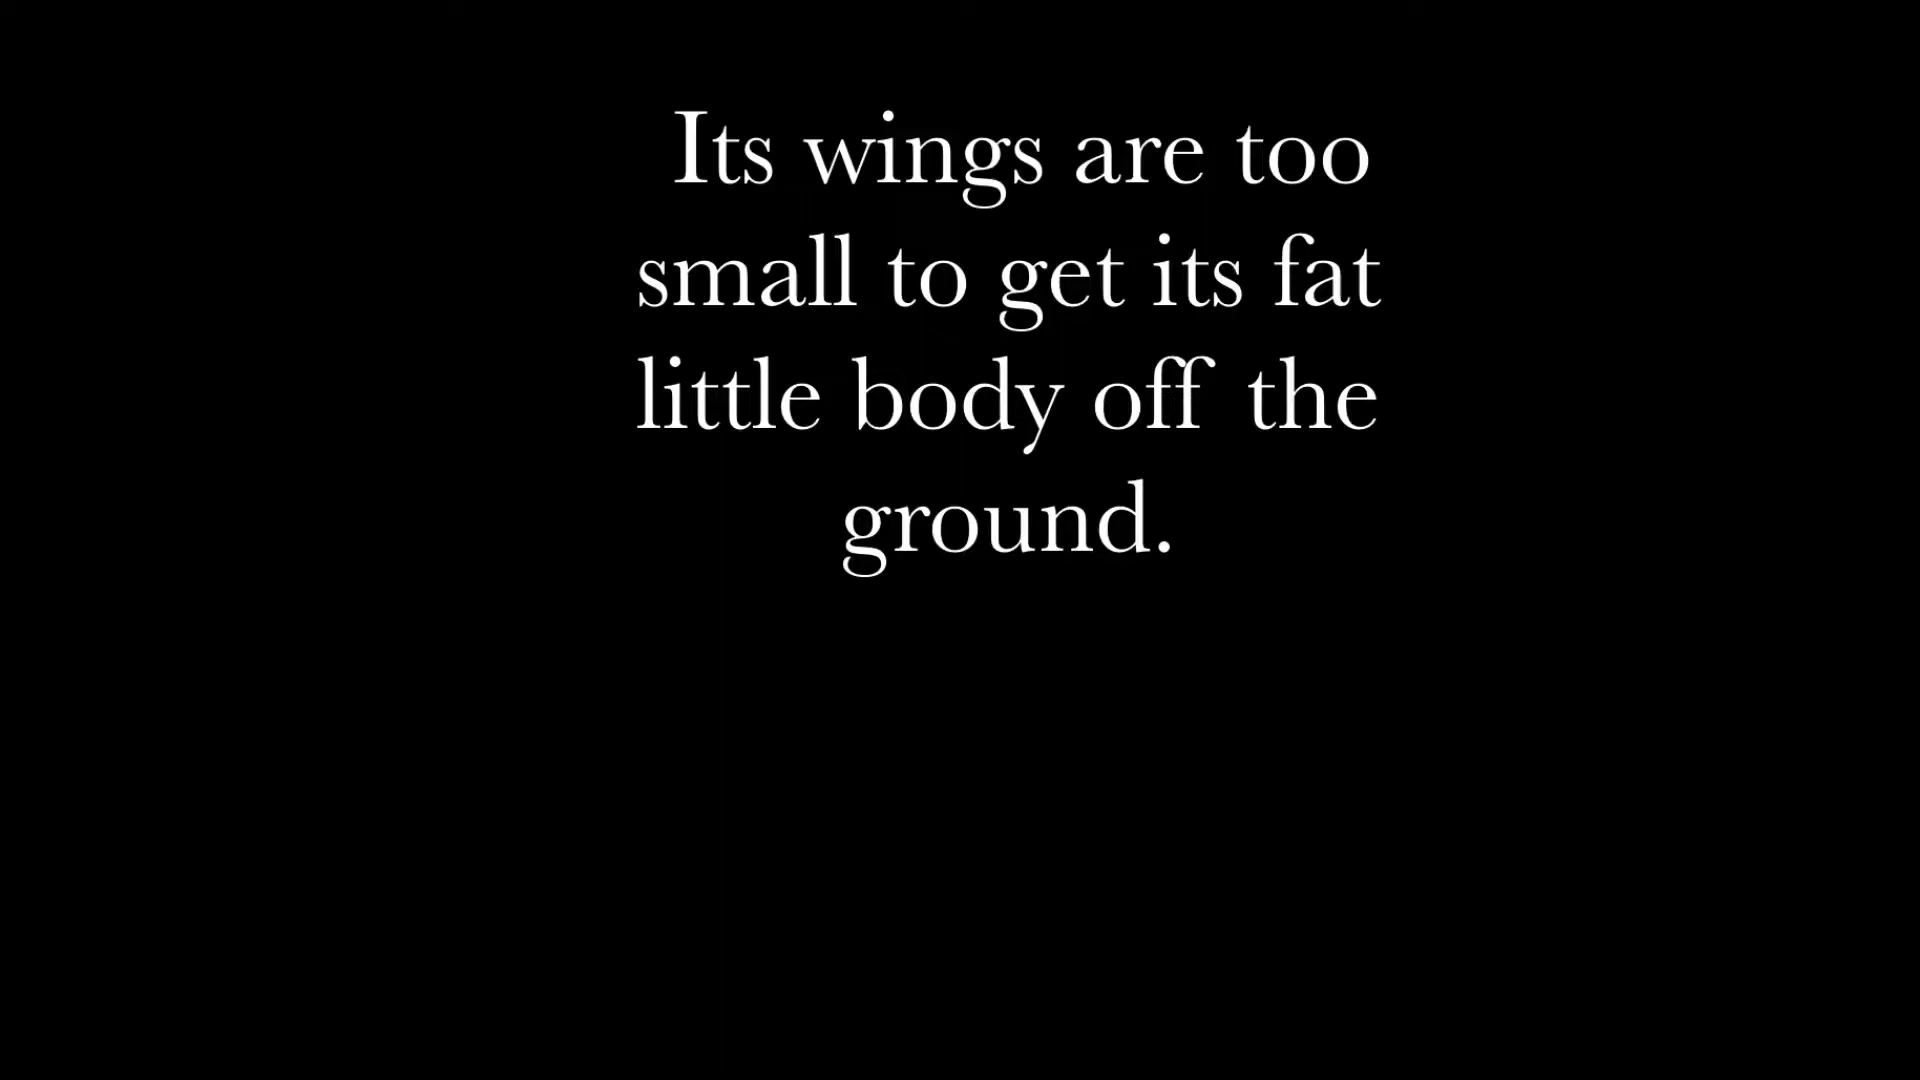 Its wings are too
small to get its fat
little body off the
ground.